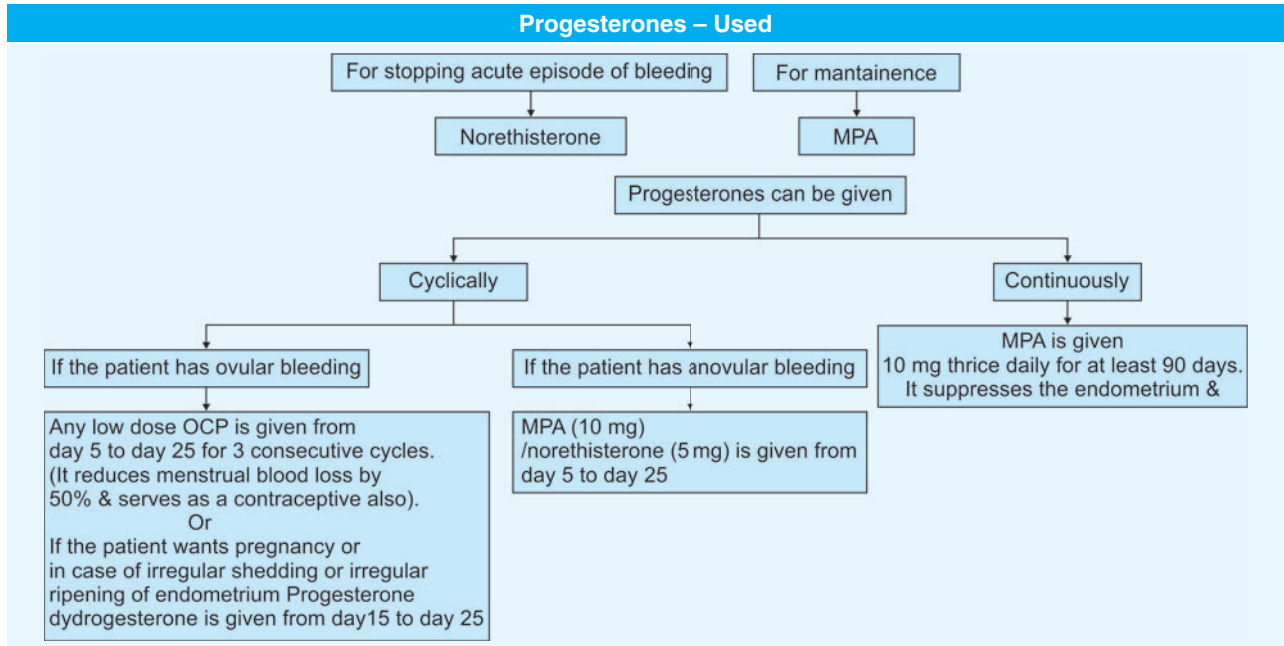 Progesterones – Used
For stopping acute episode of bleeding
For mantainence
Norethisterone
MPA
Progesterones can be given
Cyclically
Continuously
If the patient has ovular bleeding
If the patient has anovular bleeding
MPA is given
10 mg thrice daily for at least 90 days.
It suppresses the endometrium &
Any low dose OCP is given from
day 5 to day 25 for 3 consecutive cycles.
(It reduces menstrual blood loss by
50% & serves as a contraceptive also).
Or
If the patient wants pregnancy or
in case of irregular shedding or irregular
ripening of endometrium Progesterone
dydrogesterone is given from day15 to day 25
MPA (10 mg)
/norethisterone (5 mg) is given from
day 5 to day 25